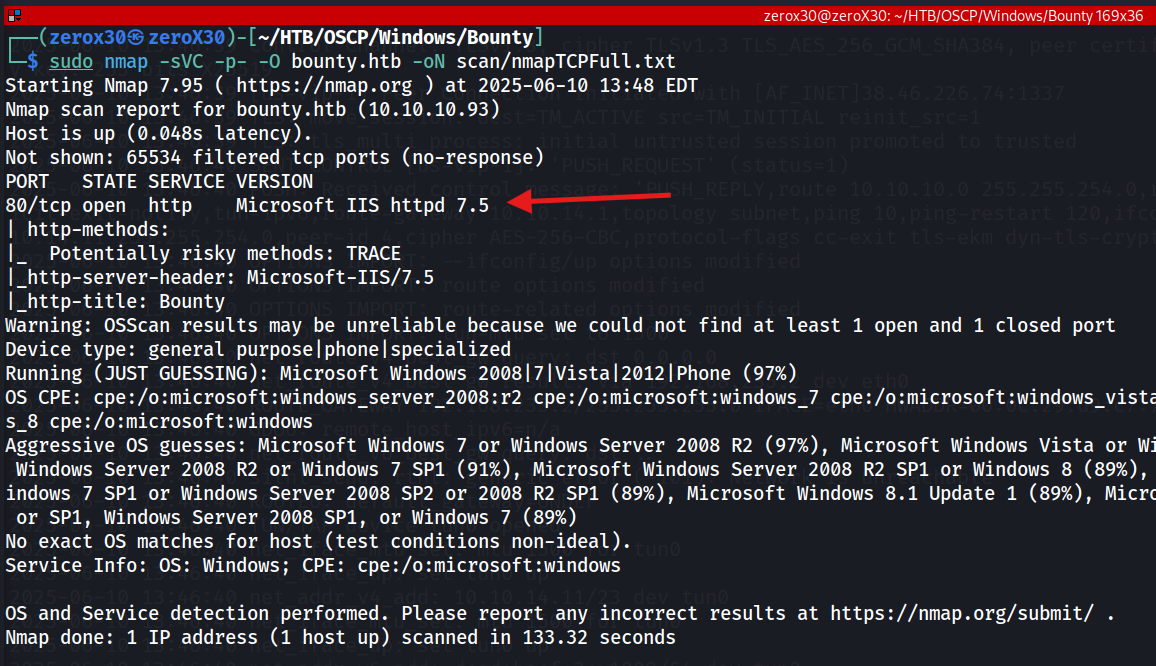 zerox30@zeroX30: ~/HTB/OSCP/Windows/Bounty 169x36
┌──(zerox30㉿zeroX30)-[~/HTB/OSCP/Windows/Bounty]
└─$ sudo nmap -sVC -p- -O bounty.htb -oN scan/nmapTCPFull.txt
Starting Nmap 7.95 ( https://nmap.org ) at 2025-06-10 13:48 EDT
Nmap scan report for bounty.htb (10.10.10.93)
Host is up (0.048s latency).
Not shown: 65534 filtered tcp ports (no-response)
PORT   STATE SERVICE VERSION
80/tcp open  http    Microsoft IIS httpd 7.5
| http-methods:
|_  Potentially risky methods: TRACE
|_http-server-header: Microsoft-IIS/7.5
|_http-title: Bounty
Warning: OSScan results may be unreliable because we could not find at least 1 open and 1 closed port
Device type: general purpose|phone|specialized
Running (JUST GUESSING): Microsoft Windows 2008|7|Vista|2012|Phone (97%)
OS CPE: cpe:/o:microsoft:windows_server_2008:r2 cpe:/o:microsoft:windows_7 cpe:/o:microsoft:windows_vista
s_8 cpe:/o:microsoft:windows
Aggressive OS guesses: Microsoft Windows 7 or Windows Server 2008 R2 (97%), Microsoft Windows Vista or Wi
Windows Server 2008 R2 or Windows 7 SP1 (91%), Microsoft Windows Server 2008 R2 SP1 or Windows 8 (89%),
indows 7 SP1 or Windows Server 2008 SP2 or 2008 R2 SP1 (89%), Microsoft Windows 8.1 Update 1 (89%), Micro
or SP1, Windows Server 2008 SP1, or Windows 7 (89%)
No exact OS matches for host (test conditions non-ideal).
Service Info: OS: Windows; CPE: cpe:/o:microsoft:windows
OS and Service detection performed. Please report any incorrect results at https://nmap.org/submit/ .
Nmap done: 1 IP address (1 host up) scanned in 133.32 seconds